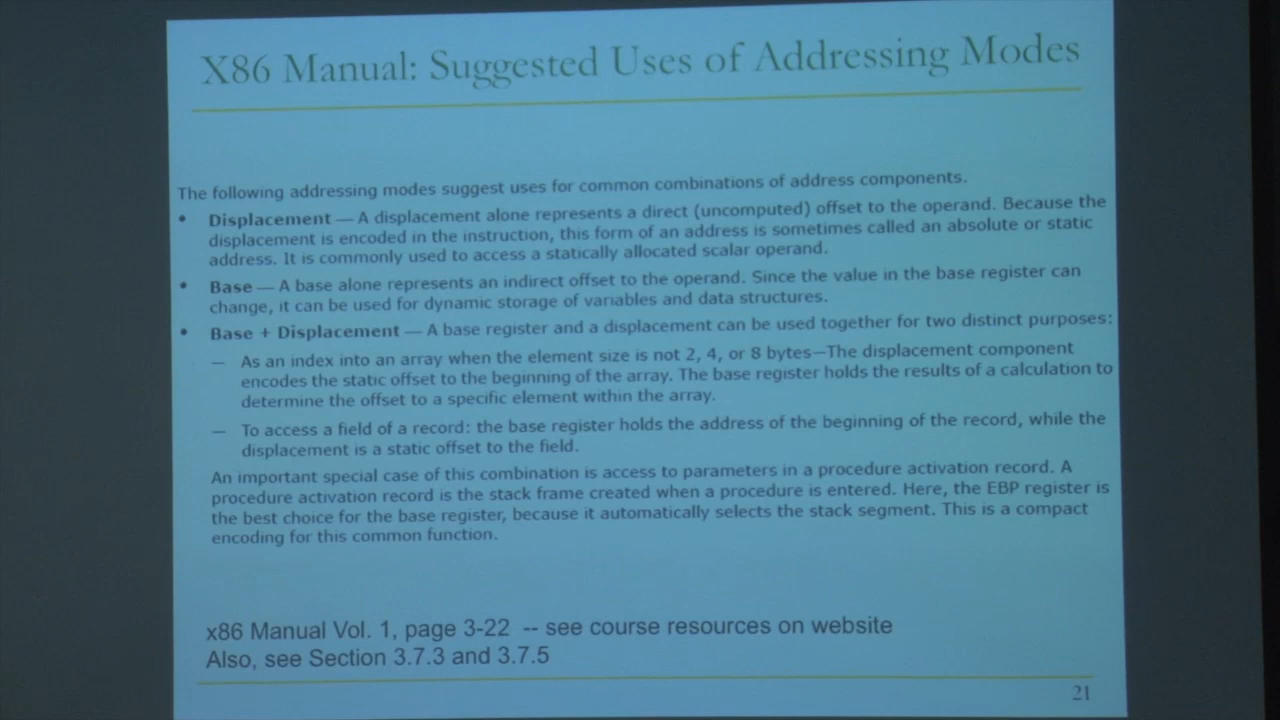 X86 Manual: Suggested Uses of Addressing Modes
The following addressing modes suggest uses for common combinations of address components.
• Displacement — A displacement alone represents a direct (uncomputed) offset to the operand. Because the
displacement is encoded in the instruction, this form of an address is sometimes called an absolute or static
address. It is commonly used to access a statically allocated scalar operand.
• Base — A base alone represents an indirect offset to the operand. Since the value in the base register can
change, it can be used for dynamic storage of variables and data structures.
• Base + Displacement — A base register and a displacement can be used together for two distinct purposes:
— As an index into an array when the element size is not 2, 4, or 8 bytes—The displacement component
encodes the static offset to the beginning of the array. The base register holds the results of a calculation to
determine the offset to a specific element within the array.
— To access a field of a record: the base register holds the address of the beginning of the record, while the
displacement is a static offset to the field.
An important special case of this combination is access to parameters in a procedure activation record. A
procedure activation record is the stack frame created when a procedure is entered. Here, the EBP register is
the best choice for the base register, because it automatically selects the stack segment. This is a compact
encoding for this common function.
x86 Manual Vol. 1, page 3-22 -- see course resources on website
Also, see Section 3.7.3 and 3.7.5
21